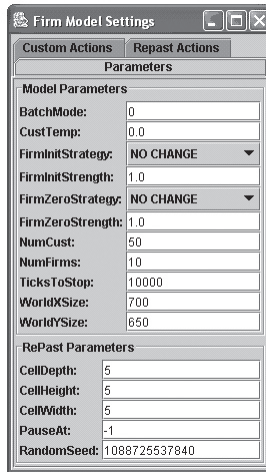 Firm Model Settings
Custom Actions Repast Actions
Parameters
Model Parameters
BatchMode: 0
CustTemp: 0.0
FirmInitStrategy: NO CHANGE
FirmInitStrength: 1.0
FirmZeroStrategy: NO CHANGE
FirmZeroStrength: 1.0
NumCust: 50
NumFirms: 10
TicksToStop: 10000
WorldXSize: 700
WorldYSize: 650
RePast Parameters
CellDepth: 5
CellHeight: 5
CellWidth: 5
PauseAt: -1
RandomSeed: 1088725537840